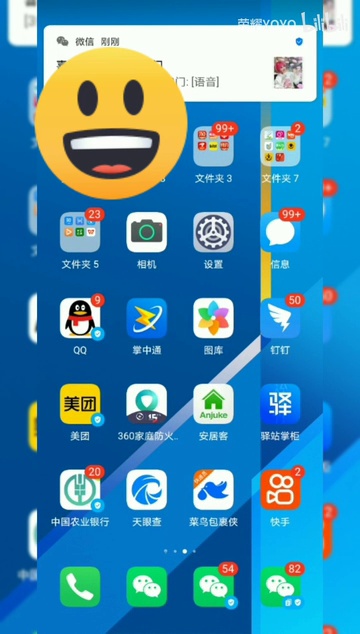 荣耀YOYO bilibili
微信 刚刚
门: [语音]
99+
2
文件夹 3
文件夹 7
23
99+
文件夹 5
相机
设置
信息
9
50
QQ
掌中通
图库
钉钉
美团
15
Anjuke
驿
美团
360家庭防火..
安居客
驿站掌柜
20
2
中国农业银行
天眼查
菜鸟包裹侠
快手
54
82